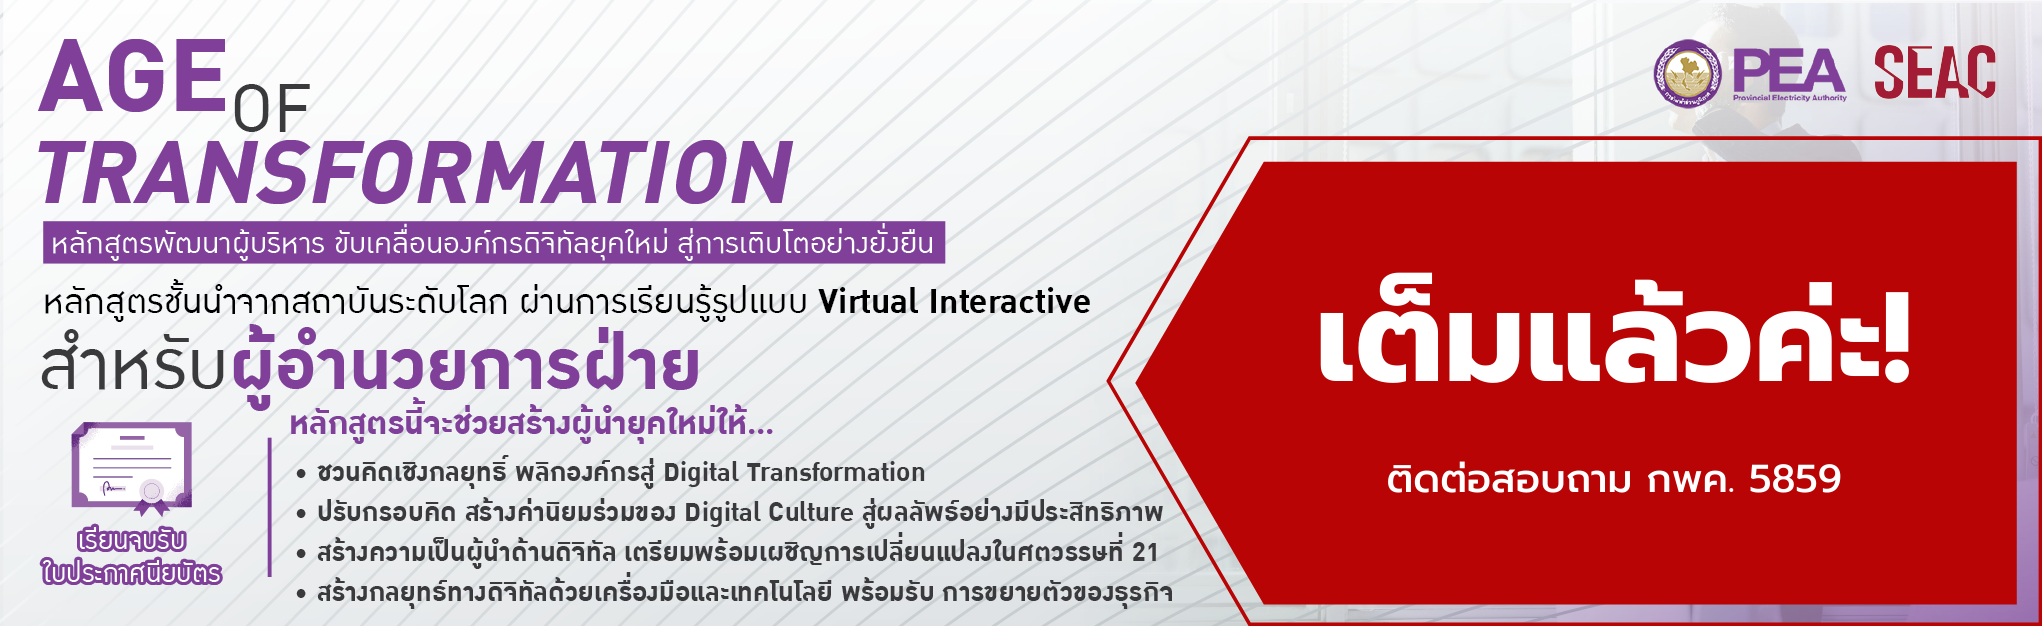 AGE
OF
TRANSFORMATION
หลักสูตรพัฒนาผู้บริหาร ขับเคลื่อนองค์กรดิจิทัลยุคใหม่ สู่การเติบโตอย่างยั่งยืน
หลักสูตรชั้นนำจากสถาบันระดับโลก ผ่านการเรียนรู้รูปแบบ Virtual Interactive
สำหรับผู้อำนวยการฝ่าย
หลักสูตรนี้จะช่วยสร้างผู้นำยุคใหม่ให้...
• ชวนคิดเชิงกลยุทธ์ พลิกองค์กรสู่ Digital Transformation
• ปรับกรอบคิด สร้างค่านิยมร่วมของ Digital Culture สู่ผลลัพธ์อย่างมีประสิทธิภาพ
• สร้างความเป็นผู้นำด้านดิจิทัล เตรียมพร้อมเผชิญการเปลี่ยนแปลงในศตวรรษที่ 21
• สร้างกลยุทธ์ทางดิจิทัลด้วยเครื่องมือและเทคโนโลยี พร้อมรับ การขยายตัวของธุรกิจ
เรียนจบรับ
ใบประกาศนียบัตร
PEA
Provincial Electricity Authority
SEAC
เต็มแล้วค่ะ!
ติดต่อสอบถาม กพค. 5859